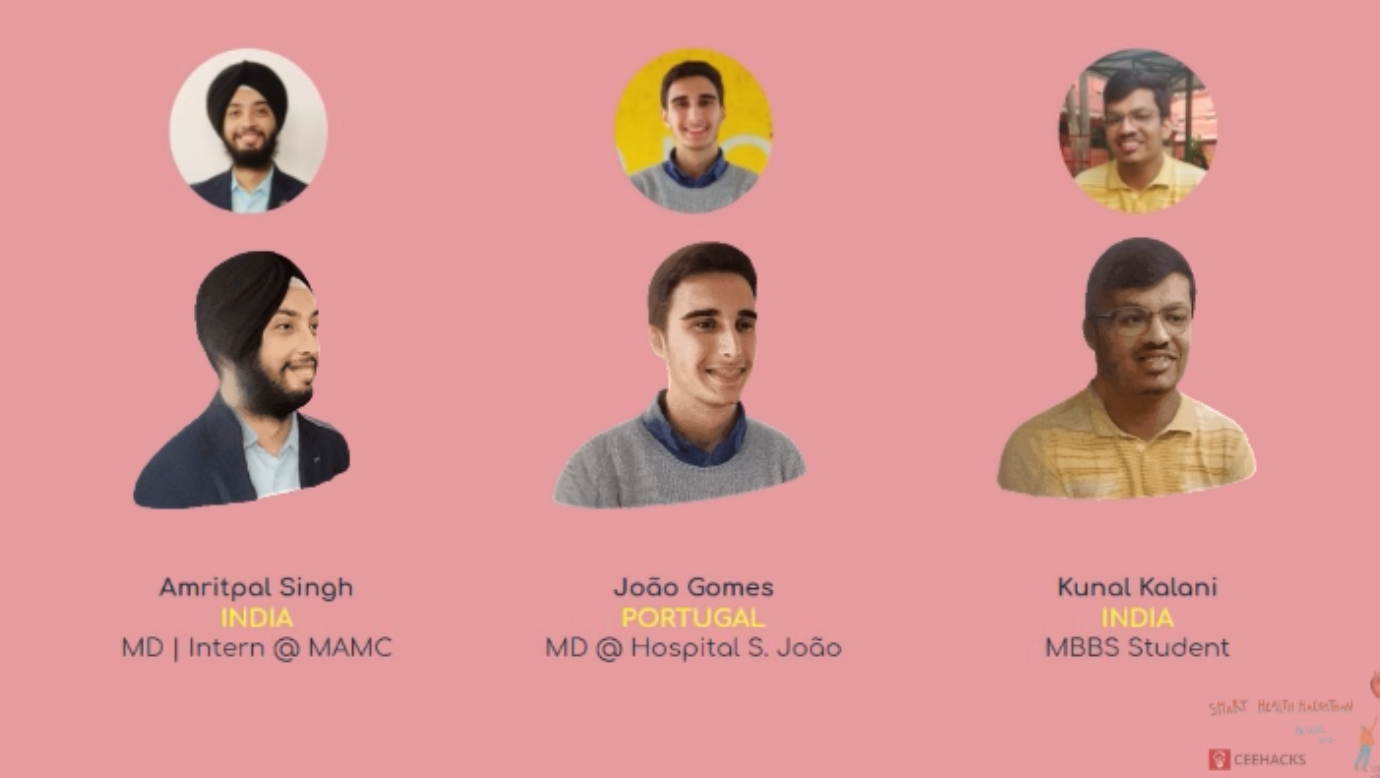 Amritpal Singh
INDIA
MD | Intern @ MAMC
João Gomes
PORTUGAL
MD @ Hospital S. João
Kunal Kalani
INDIA
MBBS Student
SMART HEALTH HACKATHON
CEEHACKS